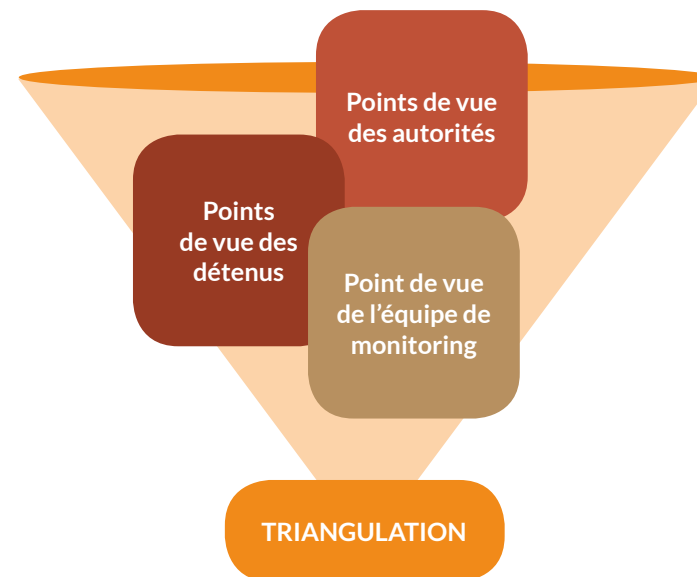 Points de vue
des autorités
Points
de vue des
détenus
Point de vue
de l’équipe de
monitoring
TRIANGULATION